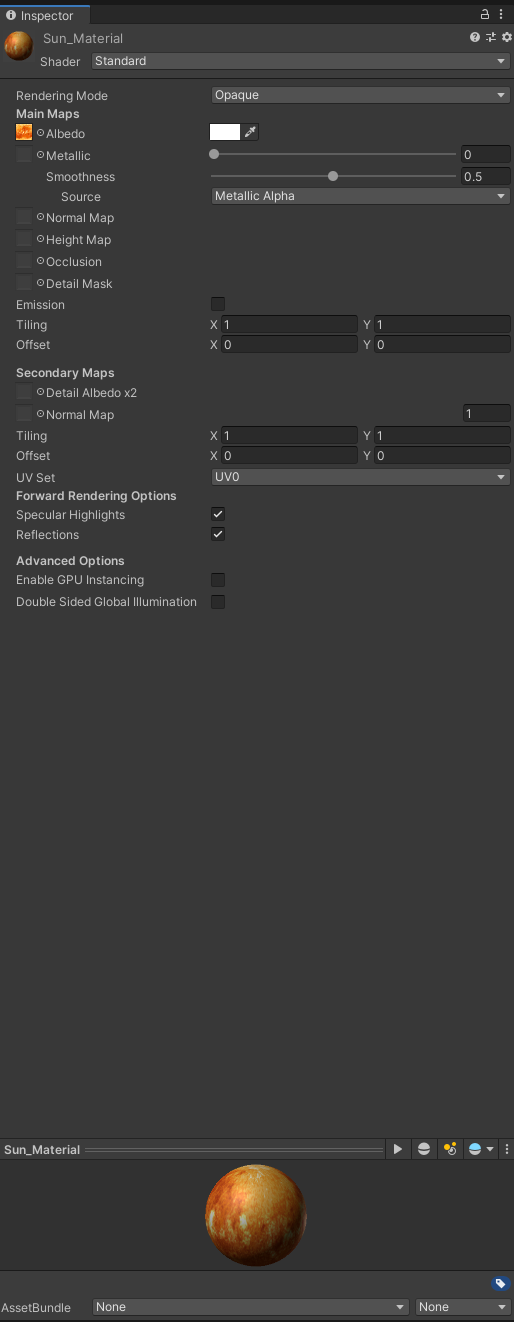 Inspector
Sun_Material
Shader Standard
Rendering Mode Opaque
Main Maps
Albedo
Metallic 0
Smoothness 0.5
Source Metallic Alpha
Normal Map
Height Map
Occlusion
Detail Mask
Emission
Tiling X 1 Y 1
Offset X 0 Y 0
Secondary Maps
Detail Albedo x2
Normal Map 1
Tiling X 1 Y 1
Offset X 0 Y 0
UV Set UV0
Forward Rendering Options
Specular Highlights
Reflections
Advanced Options
Enable GPU Instancing
Double Sided Global Illumination
Sun_Material
AssetBundle None None